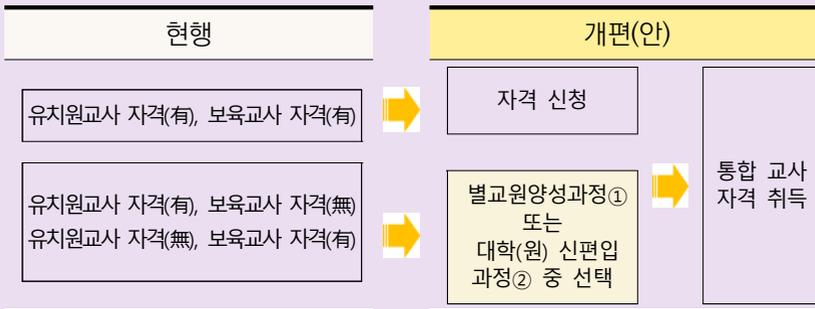 현행
개편(안)
유치원교사 자격(有), 보육교사 자격(有)
자격 신청
유치원교사 자격(有), 보육교사 자격(無)
유치원교사 자격(無), 보육교사 자격(有)
별교원양성과정①
또는
대학(원) 신편입
과정② 중 선택
통합 교사
자격 취득